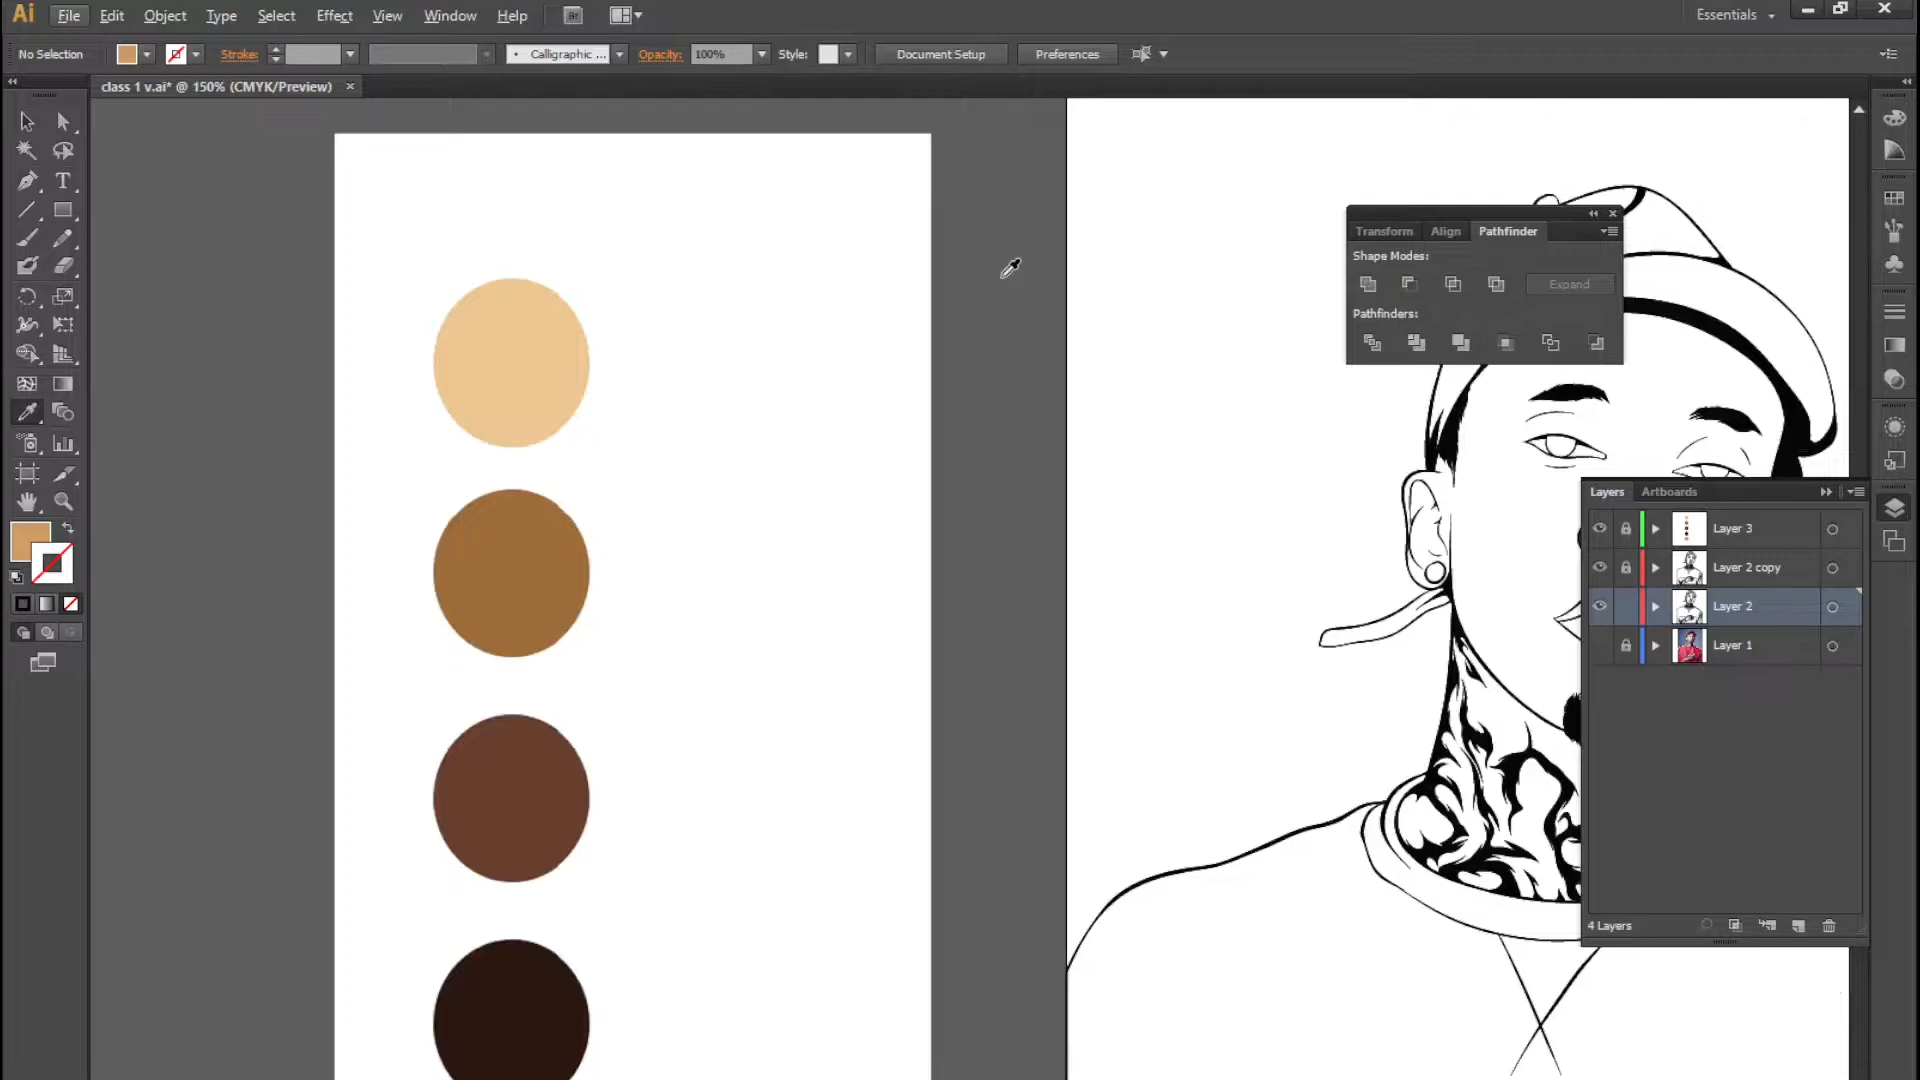 Ai File Edit Object Type Select Effect View Window Help Br Essentials
No Selection Stroke: Calligraphic ... Opacity: 100% Style: Document Setup Preferences
class 1 v.ai* @ 150% (CMYK/Preview)
Transform Align Pathfinder
Shape Modes:
Expand
Pathfinders:
Layers Artboards
Layer 3
Layer 2 copy
Layer 2
Layer 1
4 Layers